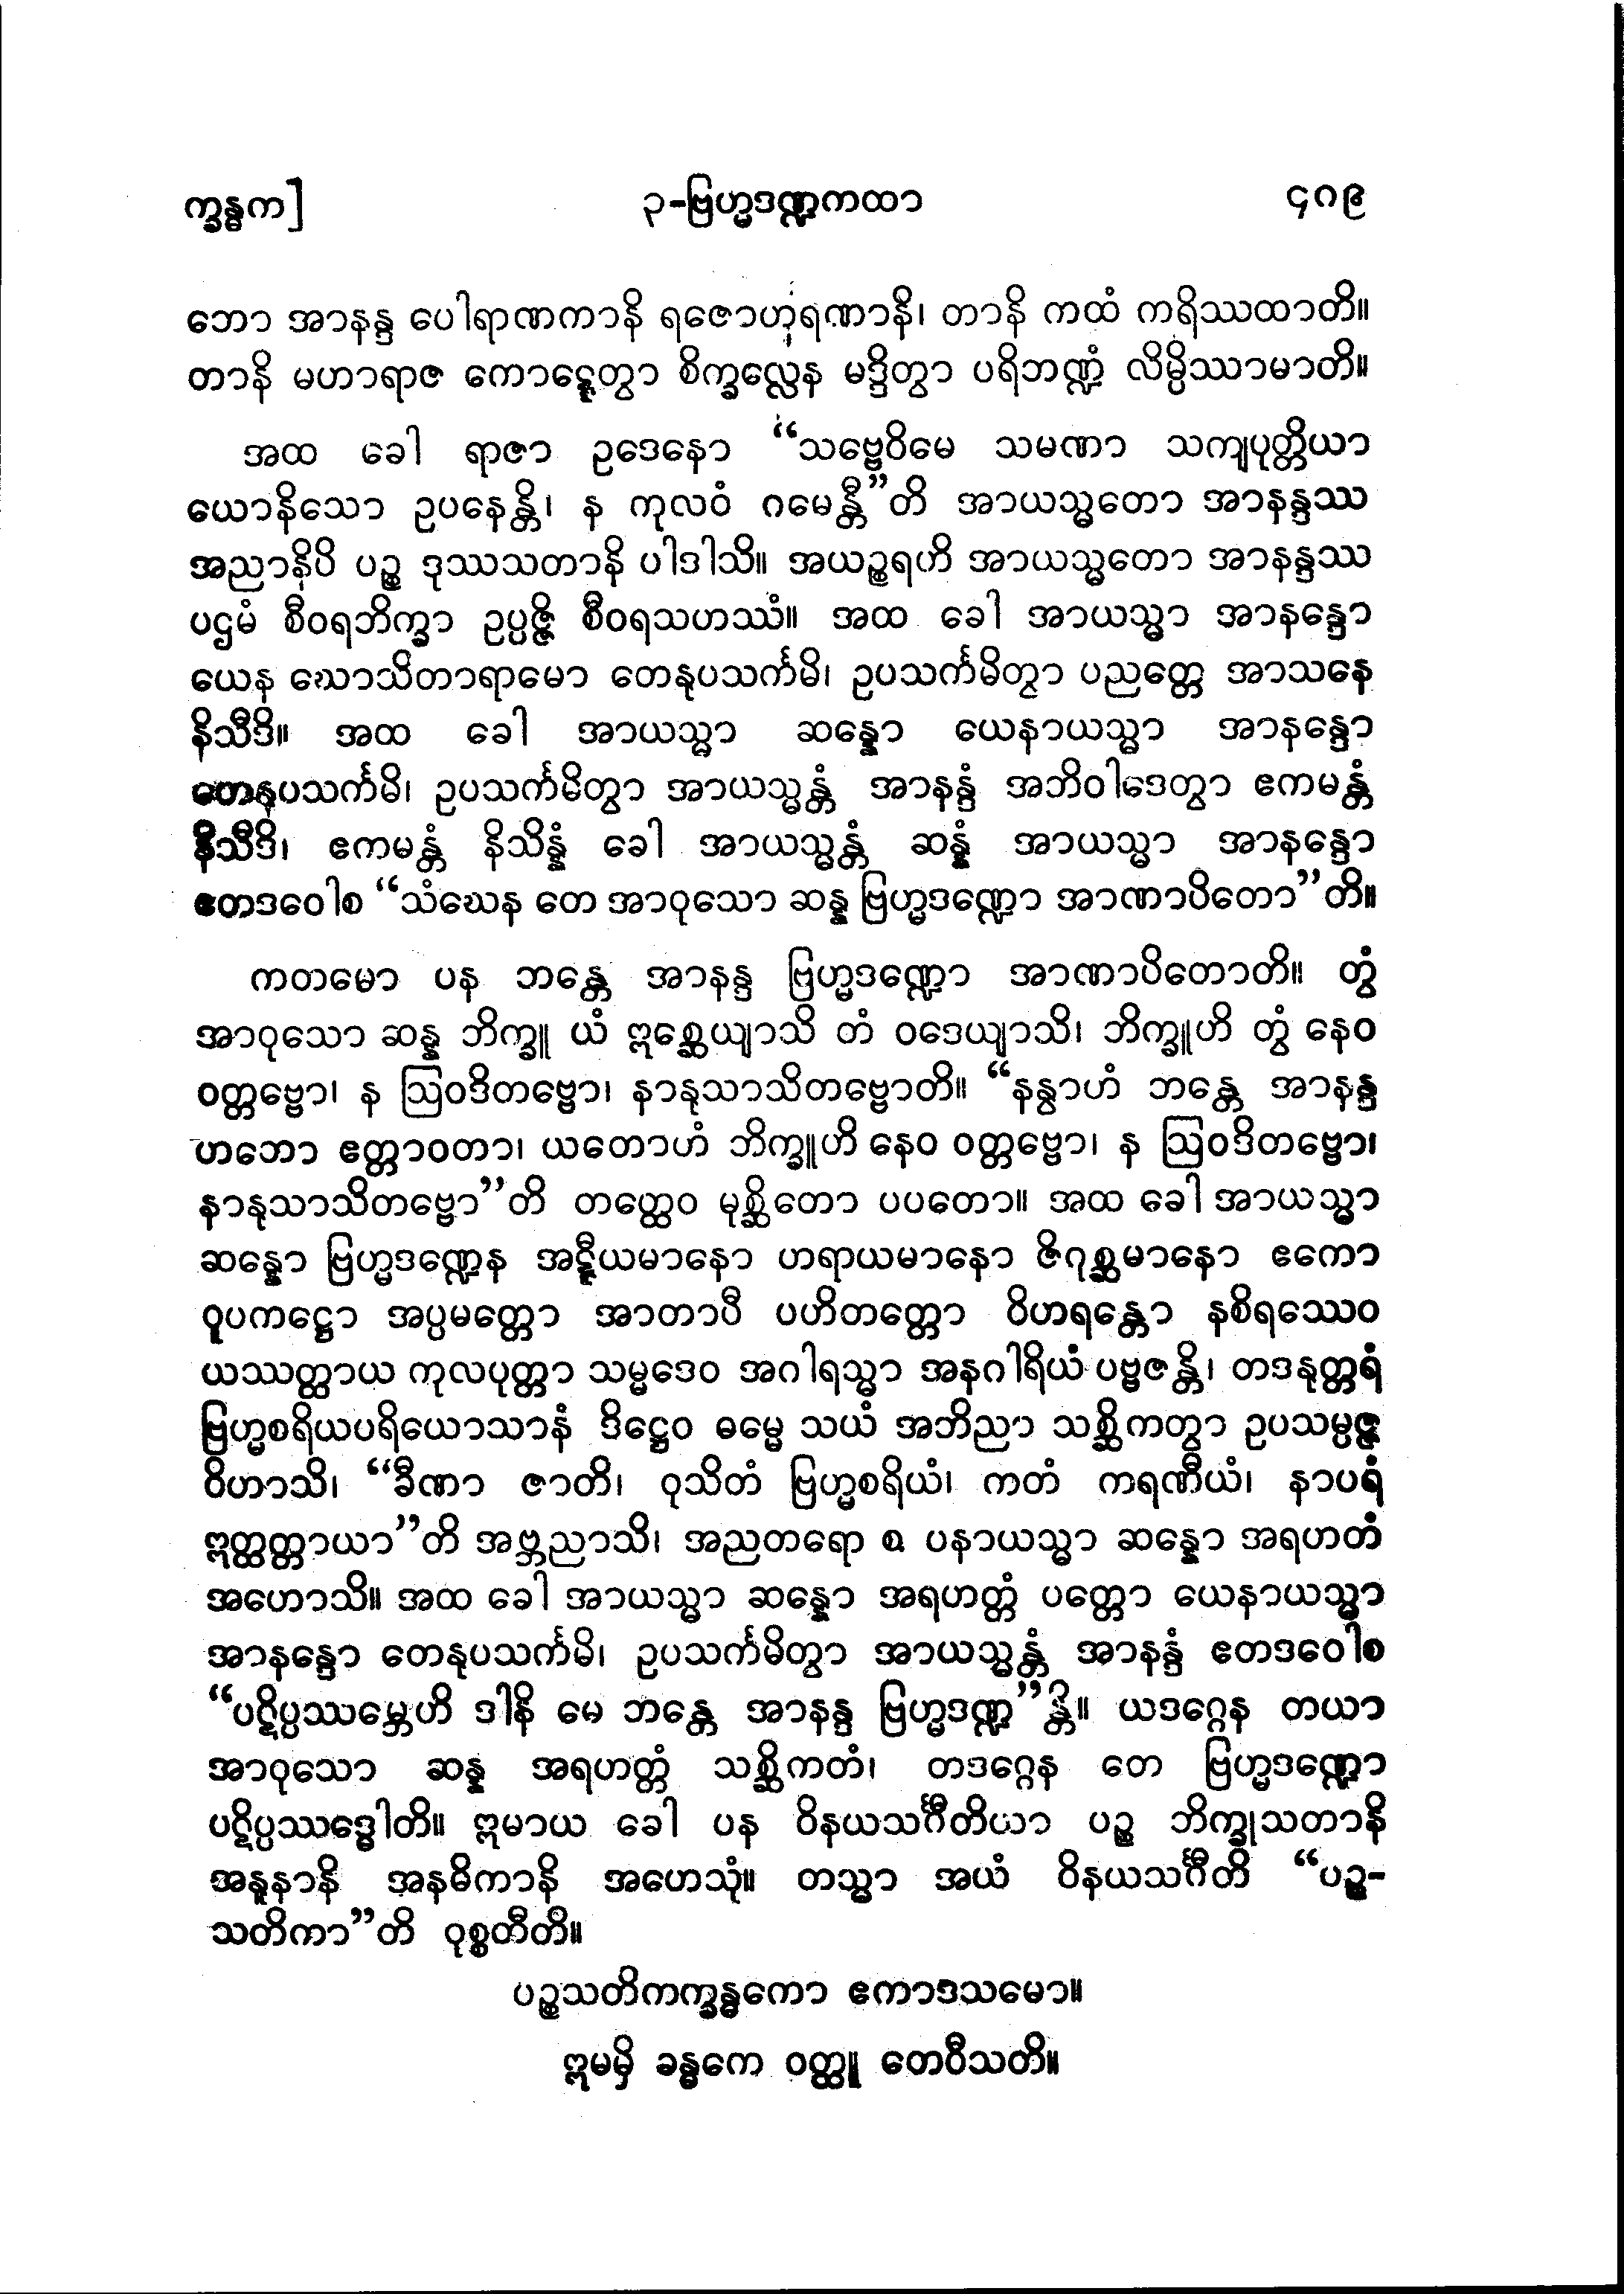 က္ခန္ဓက]
၃-ဗြဟ္မဒဏ္ဍကထာ
၄၈၉
ဘော အာနန္ဒ ပေါရာဏကာနိ ရဇောဟရဏာနိ၊ တာနိ ကထံ ကရိဿထာတိ။
တာနိ မဟာရာဇ ကောဋ္ဋေတွာ စိက္ခလ္လေန မဒ္ဒိတွာ ပရိဘဏ္ဍံ လိမ္ပိဿာမာတိ။
အထ ခေါ ရာဇာ ဥဒေနော “သဗ္ဗေဝိမေ သမဏာ သကျပုတ္တိယာ
ယောနိသော ဥပနေန္တိ၊ န ကုလဝံ ဂမေန္တီ”တိ အာယသ္မတော အာနန္ဒဿ
အညာနိပိ ပဉ္စ ဒုဿသတာနိ ပါဒါသိ။ အယဉ္စရဟိ အာယသ္မတော အာနန္ဒဿ
ပဌမံ စီဝရဘိက္ခာ ဥပ္ပဇ္ဇိ စီဝရသဟဿံ။ အထ ခေါ အာယသ္မာ အာနန္ဒော
ယေန ဃောသိတာရာမော တေနုပသင်္ကမိ၊ ဥပသင်္ကမိတွာ ပညတ္တေ အာသနေ
နိသီဒိ။ အထ ခေါ အာယသ္မာ ဆန္နော ယေနာယသ္မာ အာနန္ဒော
တေနုပသင်္ကမိ၊ ဥပသင်္ကမိတွာ အာယသ္မန္တံ အာနန္ဒံ အဘိဝါဒေတွာ ဧကမန္တံ
နိသီဒိ၊ ဧကမန္တံ နိသိန္နံ ခေါ အာယသ္မန္တံ ဆန္နံ အာယသ္မာ အာနန္ဒော
ဧတဒဝေါစ “သံဃေန တေ အာဝုသော ဆန္န ဗြဟ္မဒဏ္ဍော အာဏာပိတော”တိ။
ကတမော ပန ဘန္တေ အာနန္ဒ ဗြဟ္မဒဏ္ဍော အာဏာပိတောတိ။ တွံ
အာဝုသော ဆန္န ဘိက္ခူ ယံ ဣစ္ဆေယျာသိ တံ ဝဒေယျာသိ၊ ဘိက္ခူဟိ တွံ နေဝ
ဝတ္တဗ္ဗော၊ န ဩဝဒိတဗ္ဗော၊ နာနုသာသိတဗ္ဗောတိ။ “နန္ဝာဟံ ဘန္တေ အာနန္ဒ
ဟတော ဧတ္တာဝတာ၊ ယတောဟံ ဘိက္ခူဟိ နေဝ ဝတ္တဗ္ဗော၊ န ဩဝဒိတဗ္ဗော၊
နာနုသာသိတဗ္ဗော”တိ တတ္ထေဝ မုစ္ဆိတော ပပတော။ အထ ခေါ အာယသ္မာ
ဆန္နော ဗြဟ္မဒဏ္ဍေန အဋ္ဋီယမာနော ဟရာယမာနော ဇိဂုစ္ဆမာနော ဧကော
ဝူပကဋ္ဌော အပ္ပမတ္တော အာတာပီ ပဟိတတ္တော ဝိဟရန္တော နစိရဿေဝ
ယဿတ္ထာယ ကုလပုတ္တာ သမ္မဒေဝ အဂါရသ္မာ အနဂါရိယံ ပဗ္ဗဇန္တိ၊ တဒနုတ္တရံ
ဗြဟ္မစရိယပရိယောသာနံ ဒိဋ္ဌေဝ ဓမ္မေ သယံ အဘိညာ သစ္ဆိကတွာ ဥပသမ္ပဇ္ဇ
ဝိဟာသိ၊ “ခီဏာ ဇာတိ၊ ဝုသိတံ ဗြဟ္မစရိယံ၊ ကတံ ကရဏီယံ၊ နာပရံ
ဣတ္ထတ္တာယာ”တိ အဗ္ဘညာသိ၊ အညတရော စ ပနာယသ္မာ ဆန္နော အရဟတံ
အဟောသိ။ အထ ခေါ အာယသ္မာ ဆန္နော အရဟတ္တံ ပတ္တော ယေနာယသ္မာ
အာနန္ဒော တေနုပသင်္ကမိ၊ ဥပသင်္ကမိတွာ အာယသ္မန္တံ အာနန္ဒံ ဧတဒဝေါစ
“ပဋိပ္ပဿမ္ဘေဟိ ဒါနိ မေ ဘန္တေ အာနန္ဒ ဗြဟ္မဒဏ္ဍ”န္တိ။ ယဒဂ္ဂေန တယာ
အာဝုသော ဆန္န အရဟတ္တံ သစ္ဆိကတံ၊ တဒဂ္ဂေန တေ ဗြဟ္မဒဏ္ဍော
ပဋိပ္ပဿဒ္ဓေါတိ။ ဣမာယ ခေါ ပန ဝိနယသင်္ဂီတိယာ ပဉ္စ ဘိက္ခုသတာနိ
အနူနာနိ အနဓိကာနိ အဟေသုံ။ တသ္မာ အယံ ဝိနယသင်္ဂီတိ “ပဉ္စ-
သတိကာ”တိ ဝုစ္စတီတိ။
ပဉ္စသတိကက္ခန္ဓကော ဧကာဒသမော။
ဣမမှိ ခန္ဓကေ ဝတ္ထူ တေဝီသတိ။